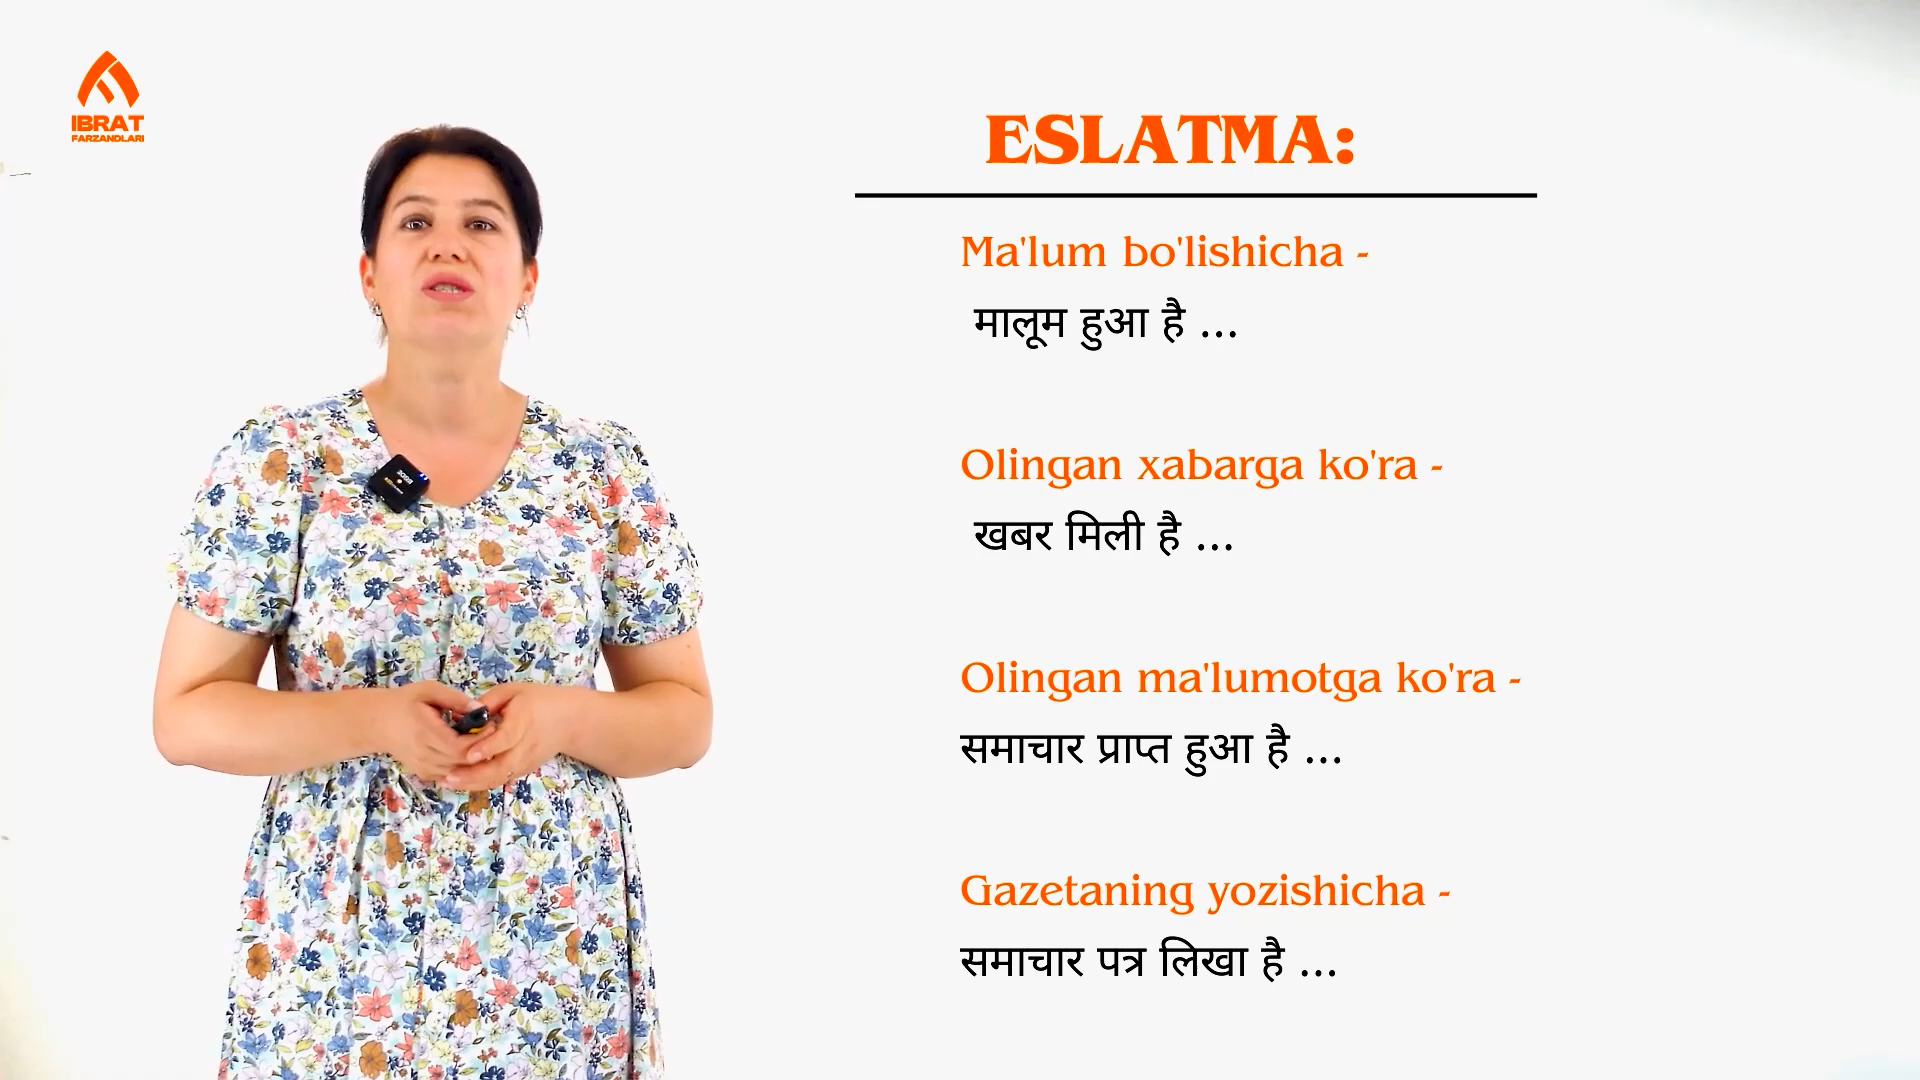 IBRAT
FARZANDLARI
ESLATMA:
Ma'lum bo'lishicha -
मालूम हुआ है ...
Olingan xabarga ko'ra -
खबर मिली है ...
Olingan ma'lumotga ko'ra -
समाचार प्राप्त हुआ है ...
Gazetaning yozishicha -
समाचार पत्र लिखा है ...